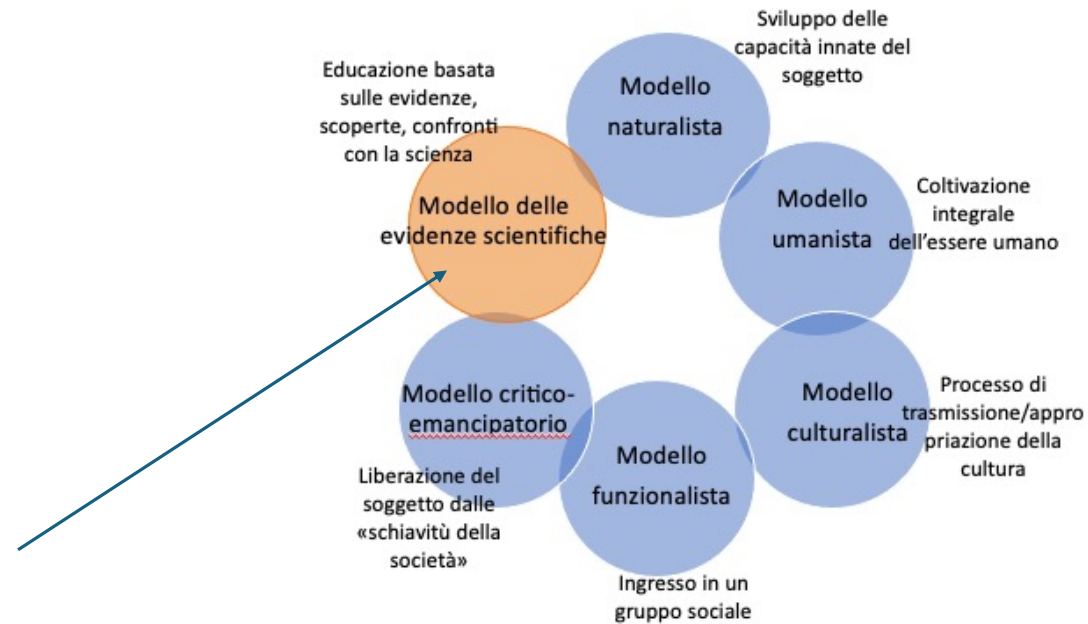 Sviluppo delle
capacità innate del
soggetto
Modello
naturalista
Educazione basata
sulle evidenze,
scoperte, confronti
con la scienza
Modello delle
evidenze scientifiche
Modello
umanista
Coltivazione
integrale
dell'essere umano
Modello critico-
emancipatorio
Liberazione del
soggetto dalle
«schiavitù della
società»
Modello
funzionalista
Ingresso in un
gruppo sociale
Modello
culturalista
Processo di
trasmissione/appro
priazione della
cultura